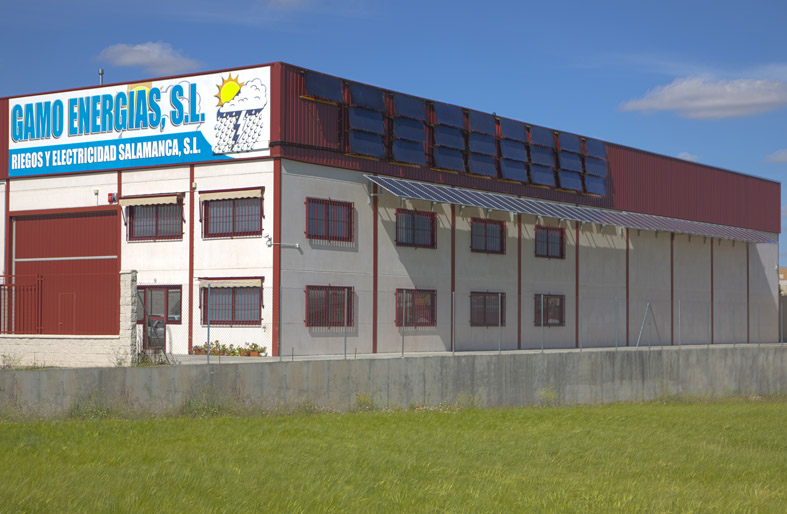 GAMO ENERGIAS, S.L.
RIEGOS Y ELECTRICIDAD SALAMANCA, S.L.